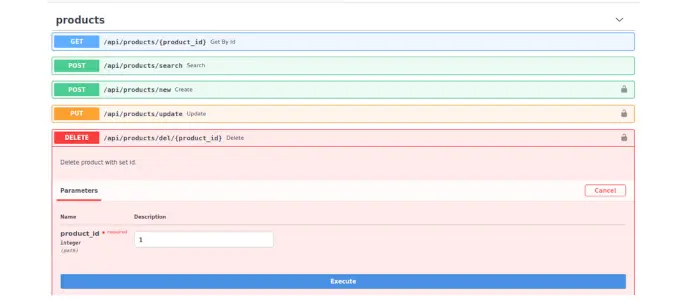 products
GET /api/products/{product_id} Get By Id
POST /api/products/search Search
POST /api/products/new Create
PUT /api/products/update Update
DELETE /api/products/del/{product_id} Delete
Delete product with set id.
Parameters Cancel
Name Description
product_id * required
integer
(path)
1
Execute